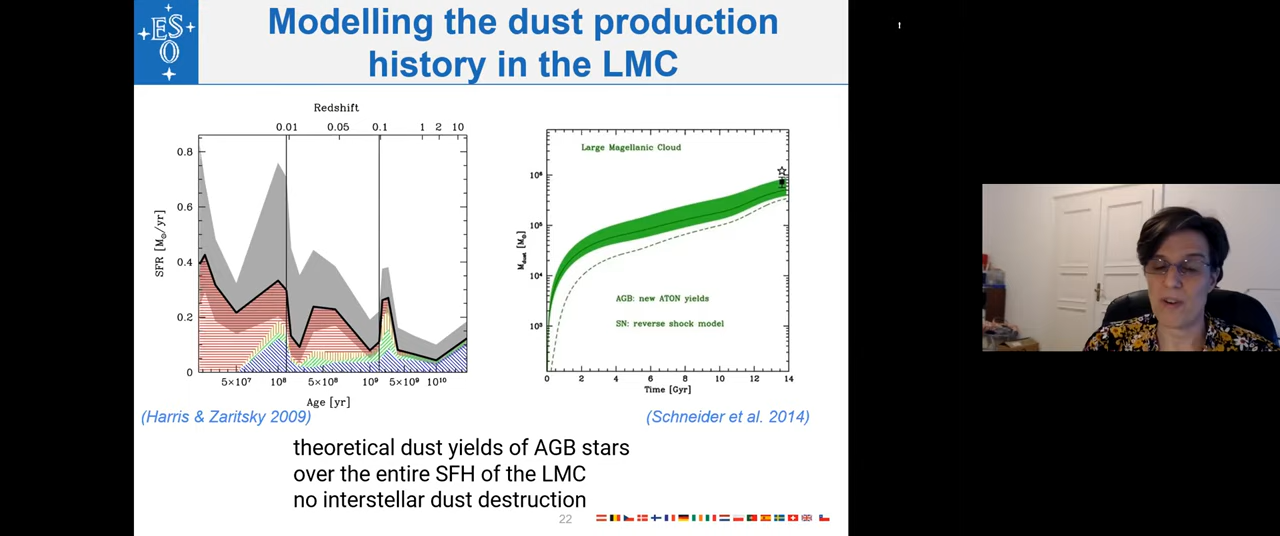 ES
O
Modelling the dust production
history in the LMC
Redshift
0.01 0.05 0.1 1 2 10
0.8
0.6
0.4
0.2
0
SFR [M☉/yr]
5×10⁷ 10⁸ 5×10⁸ 10⁹ 5×10⁹ 10¹⁰
Age [yr]
(Harris & Zaritsky 2009)
Large Magellanic Cloud
10⁶
10⁵
10⁴
10³
M_dust [M☉]
AGB: new ATON yields
SN: reverse shock model
0 2 4 6 8 10 12 14
Time [Gyr]
(Schneider et al. 2014)
theoretical dust yields of AGB stars
over the entire SFH of the LMC
no interstellar dust destruction
22